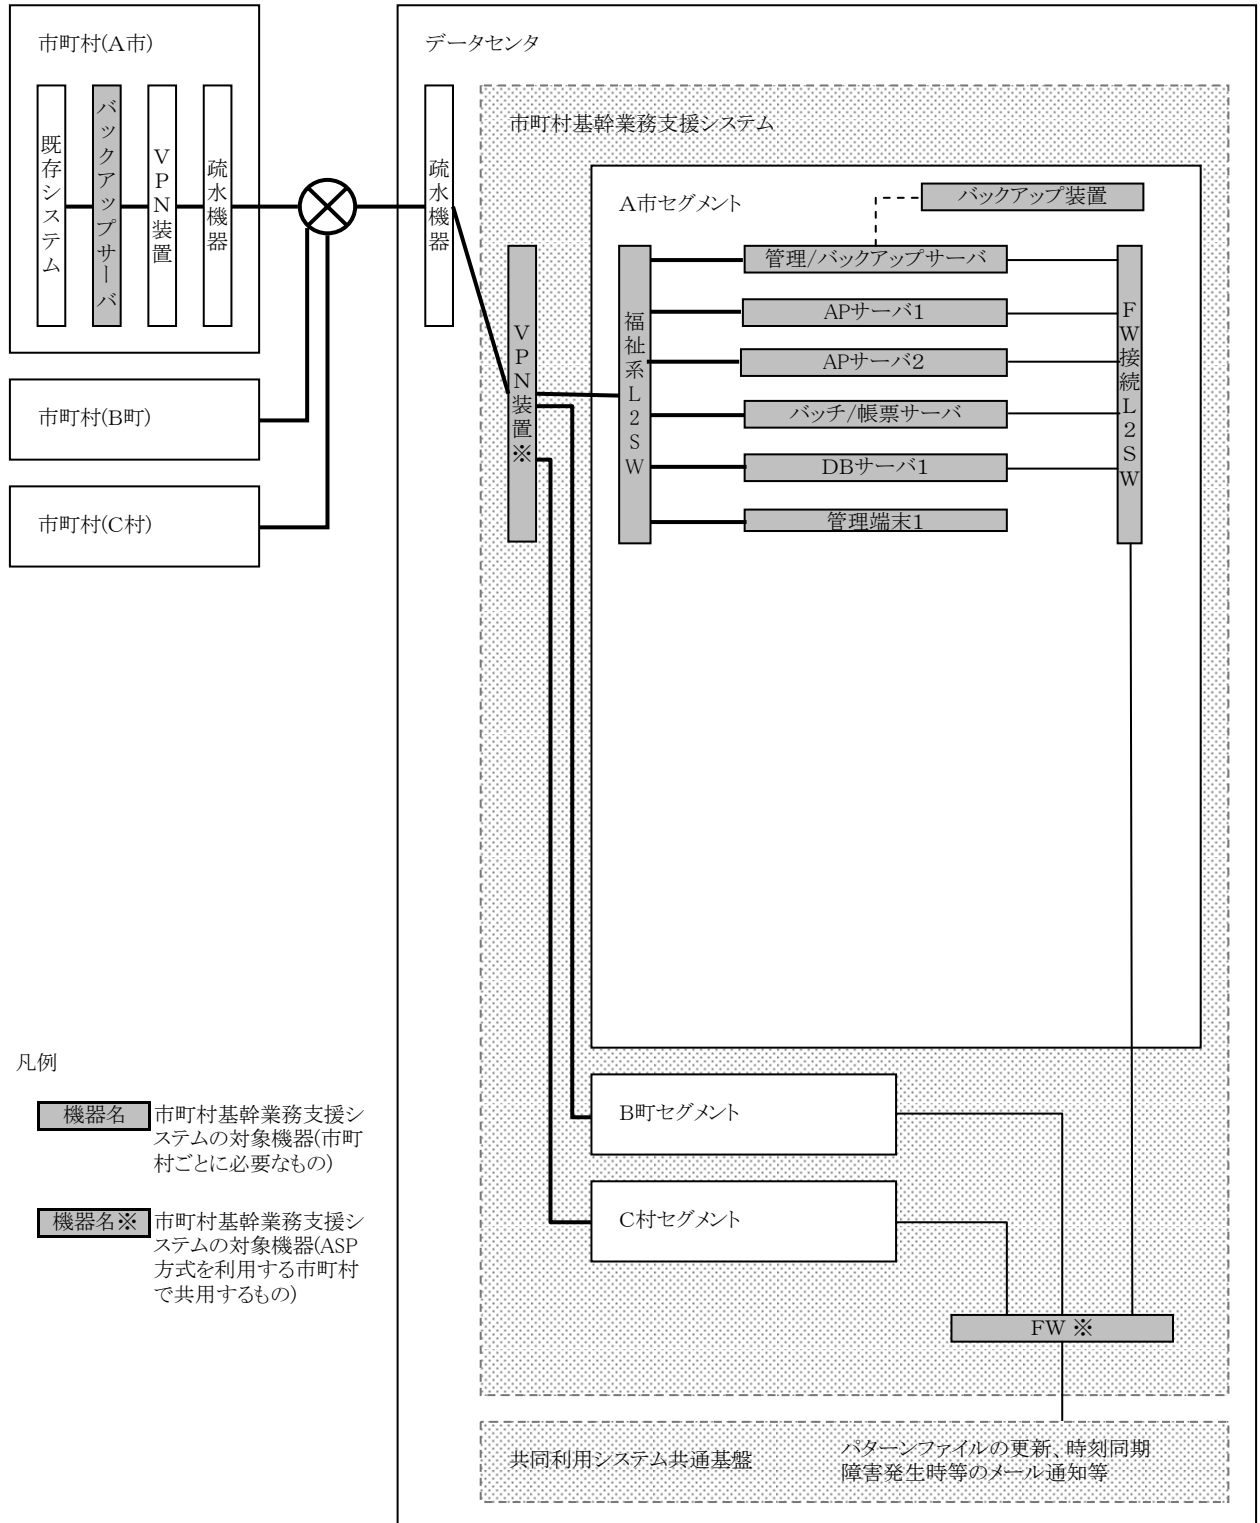 市町村(A市)
既存システム
バックアップサーバ
VPN装置
疏水機器
市町村(B町)
市町村(C村)
データセンタ
疏水機器
市町村基幹業務支援システム
VPN装置※
A市セグメント
バックアップ装置
福祉系L2SW
管理/バックアップサーバ
APサーバ1
APサーバ2
バッチ/帳票サーバ
DBサーバ1
管理端末1
FW接続L2SW
B町セグメント
C村セグメント
FW ※
共同利用システム共通基盤
パターンファイルの更新、時刻同期
障害発生時等のメール通知等
凡例
機器名
市町村基幹業務支援シ
ステムの対象機器(市町
村ごとに必要なもの)
機器名※
市町村基幹業務支援シ
ステムの対象機器(ASP
方式を利用する市町村
で共用するもの)